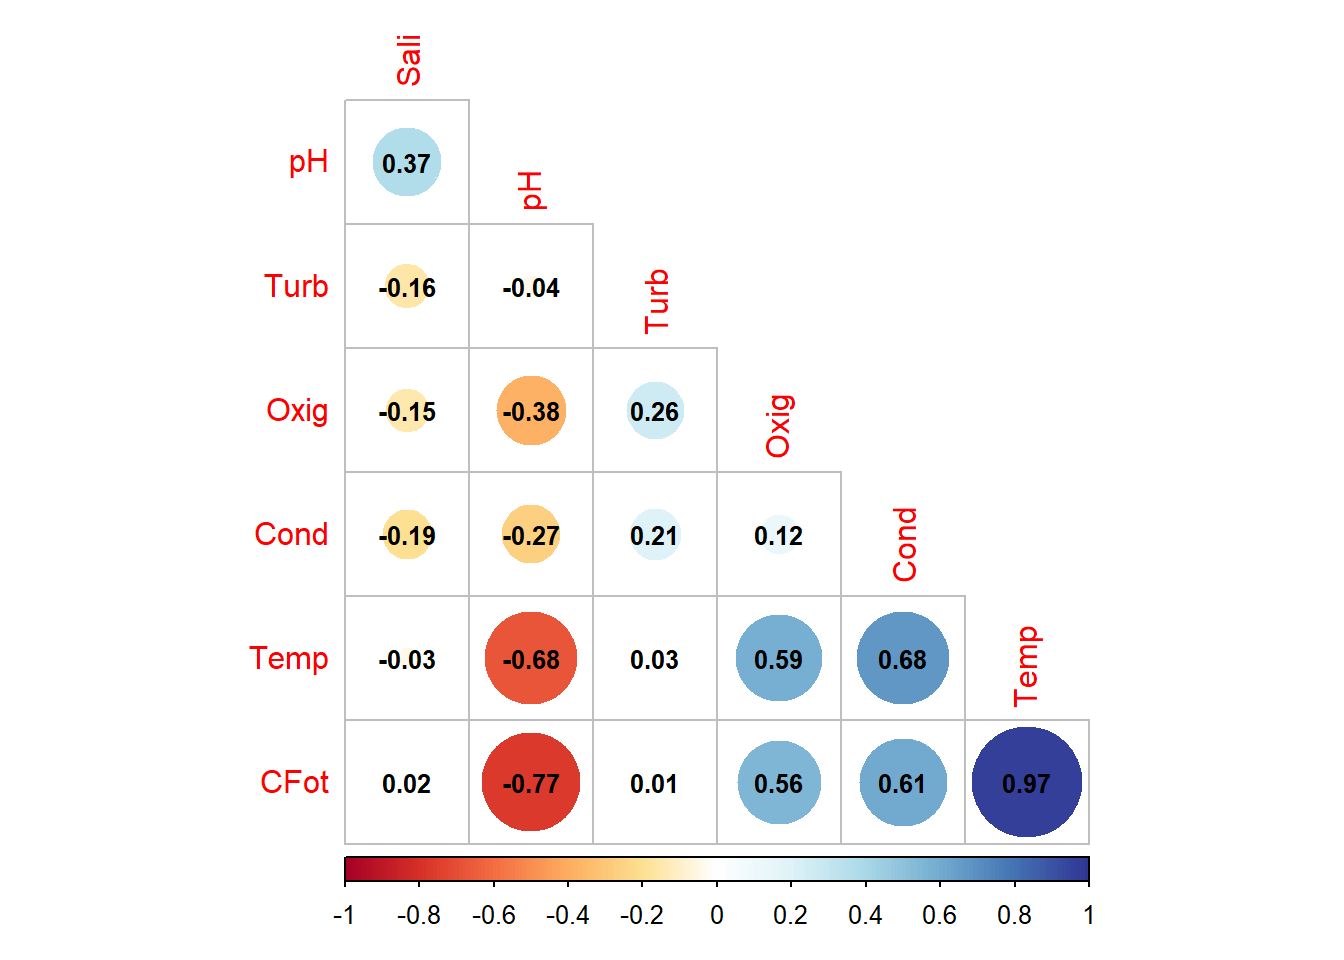 Sali
pH 0.37 pH
Turb -0.16 -0.04 Turb
Oxig -0.15 -0.38 0.26 Oxig
Cond -0.19 -0.27 0.21 0.12 Cond
Temp -0.03 -0.68 0.03 0.59 0.68 Temp
CFot 0.02 -0.77 0.01 0.56 0.61 0.97
-1 -0.8 -0.6 -0.4 -0.2 0 0.2 0.4 0.6 0.8 1